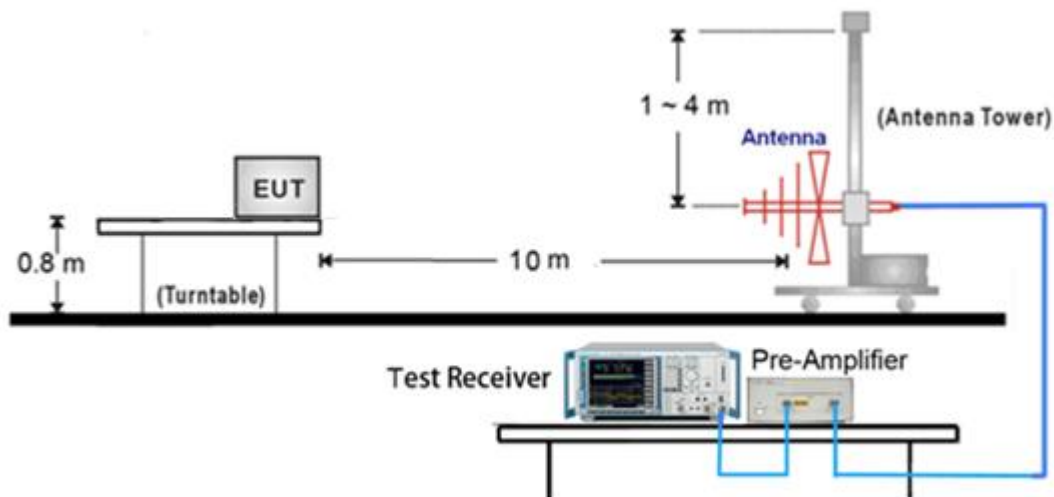 1 ~ 4 m
(Antenna Tower)
Antenna
EUT
0.8 m
10 m
(Turntable)
Test Receiver
Pre-Amplifier